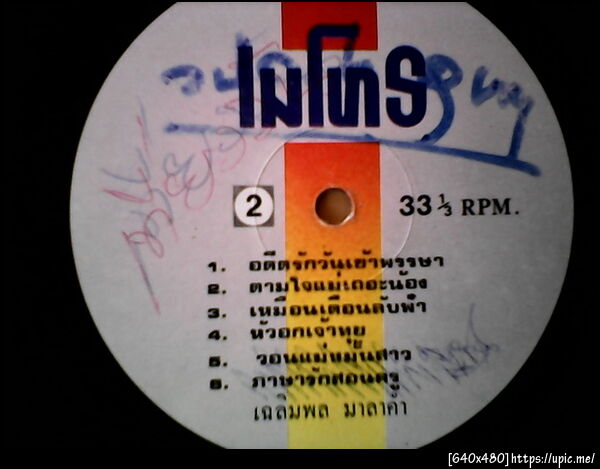 เมโทร
2
33 ⅓ RPM.
1. อดีตรักวันเข้าพรรษา
2. ตามใจแม่เถอะน้อง
3. เหมือนเดือนดับฟ้า
4. หัวอกเจ้าทุย
5. วอนแม่หม้ายสาว
6. ภาษารักสอนครู
เฉลิมพล มาลาคำ
[640x480]https://upic.me/